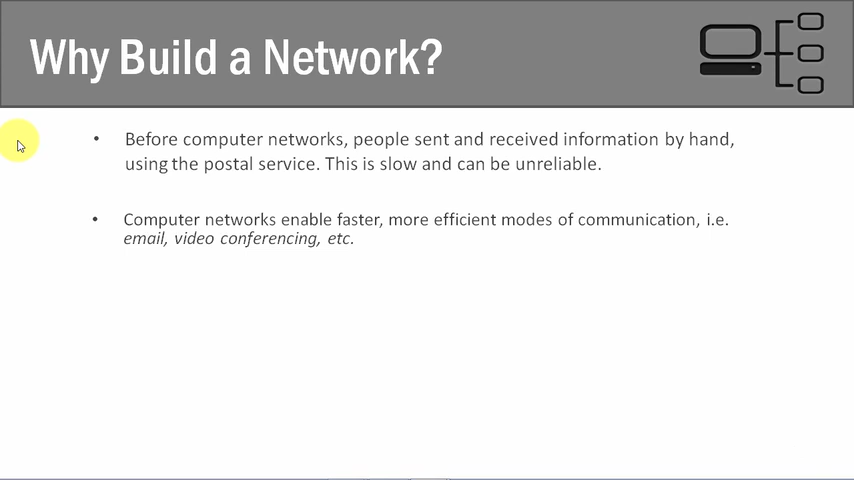 Why Build a Network?
• Before computer networks, people sent and received information by hand,
using the postal service. This is slow and can be unreliable.
• Computer networks enable faster, more efficient modes of communication, i.e.
email, video conferencing, etc.